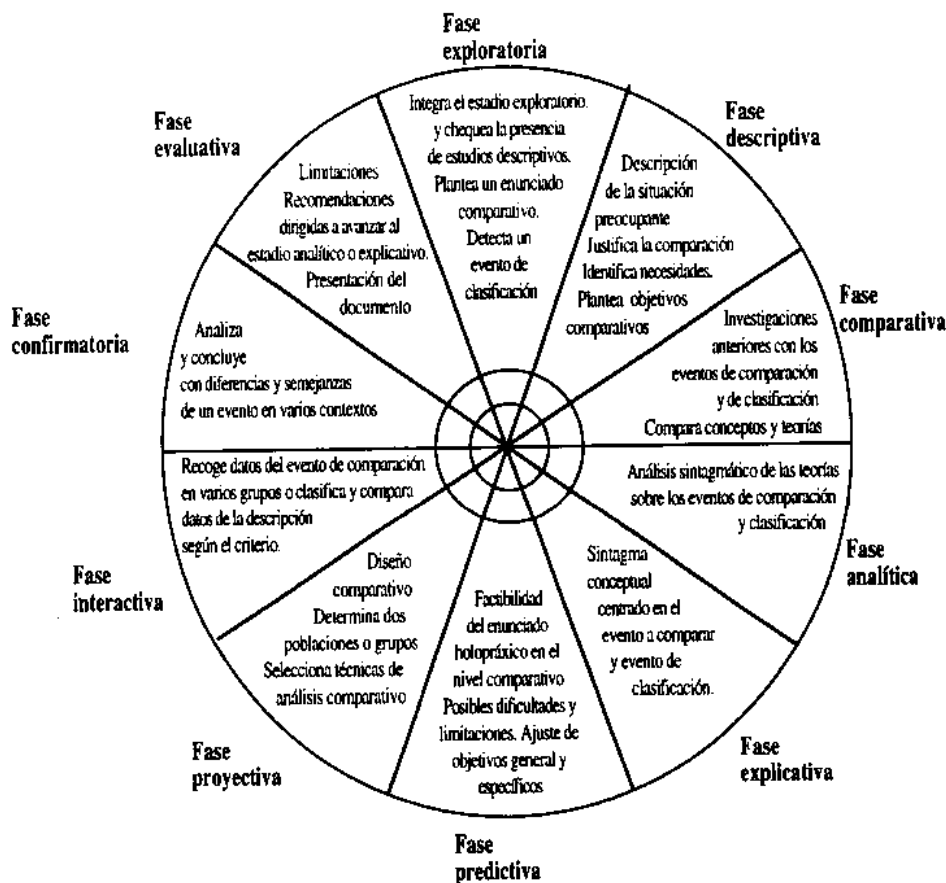 Fase
exploratoria
Integra el estadio exploratorio.
y chequea la presencia
de estudios descriptivos.
Plantea un enunciado
comparativo.
Detecta un
evento de
clasificación
Fase
descriptiva
Descripción
de la situación
preocupante
Justifica la comparación
Identifica necesidades.
Plantea objetivos
comparativos
Fase
comparativa
Investigaciones
anteriores con los
eventos de comparación
y de clasificación
Compara conceptos y teorías
Fase
analítica
Análisis sintagmático de las teorías
sobre los eventos de comparación
y clasificación
Fase
explicativa
Sintagma
conceptual
centrado en el
evento a comparar
y evento de
clasificación.
Fase
predictiva
Factibilidad
del enunciado
holopráxico en el
nivel comparativo
Posibles dificultades y
limitaciones. Ajuste de
objetivos general y
específicos
Fase
proyectiva
Diseño
comparativo
Determina dos
poblaciones o grupos
Selecciona técnicas de
análisis comparativo
Fase
interactiva
Recoge datos del evento de comparación
en varios grupos o clasifica y compara
datos de la descripción
según el criterio.
Fase
confirmatoria
Analiza
y concluye
con diferencias y semejanzas
de un evento en varios contextos
Fase
evaluativa
Limitaciones
Recomendaciones
dirigidas a avanzar al
estadio analítico o explicativo.
Presentación del
documento